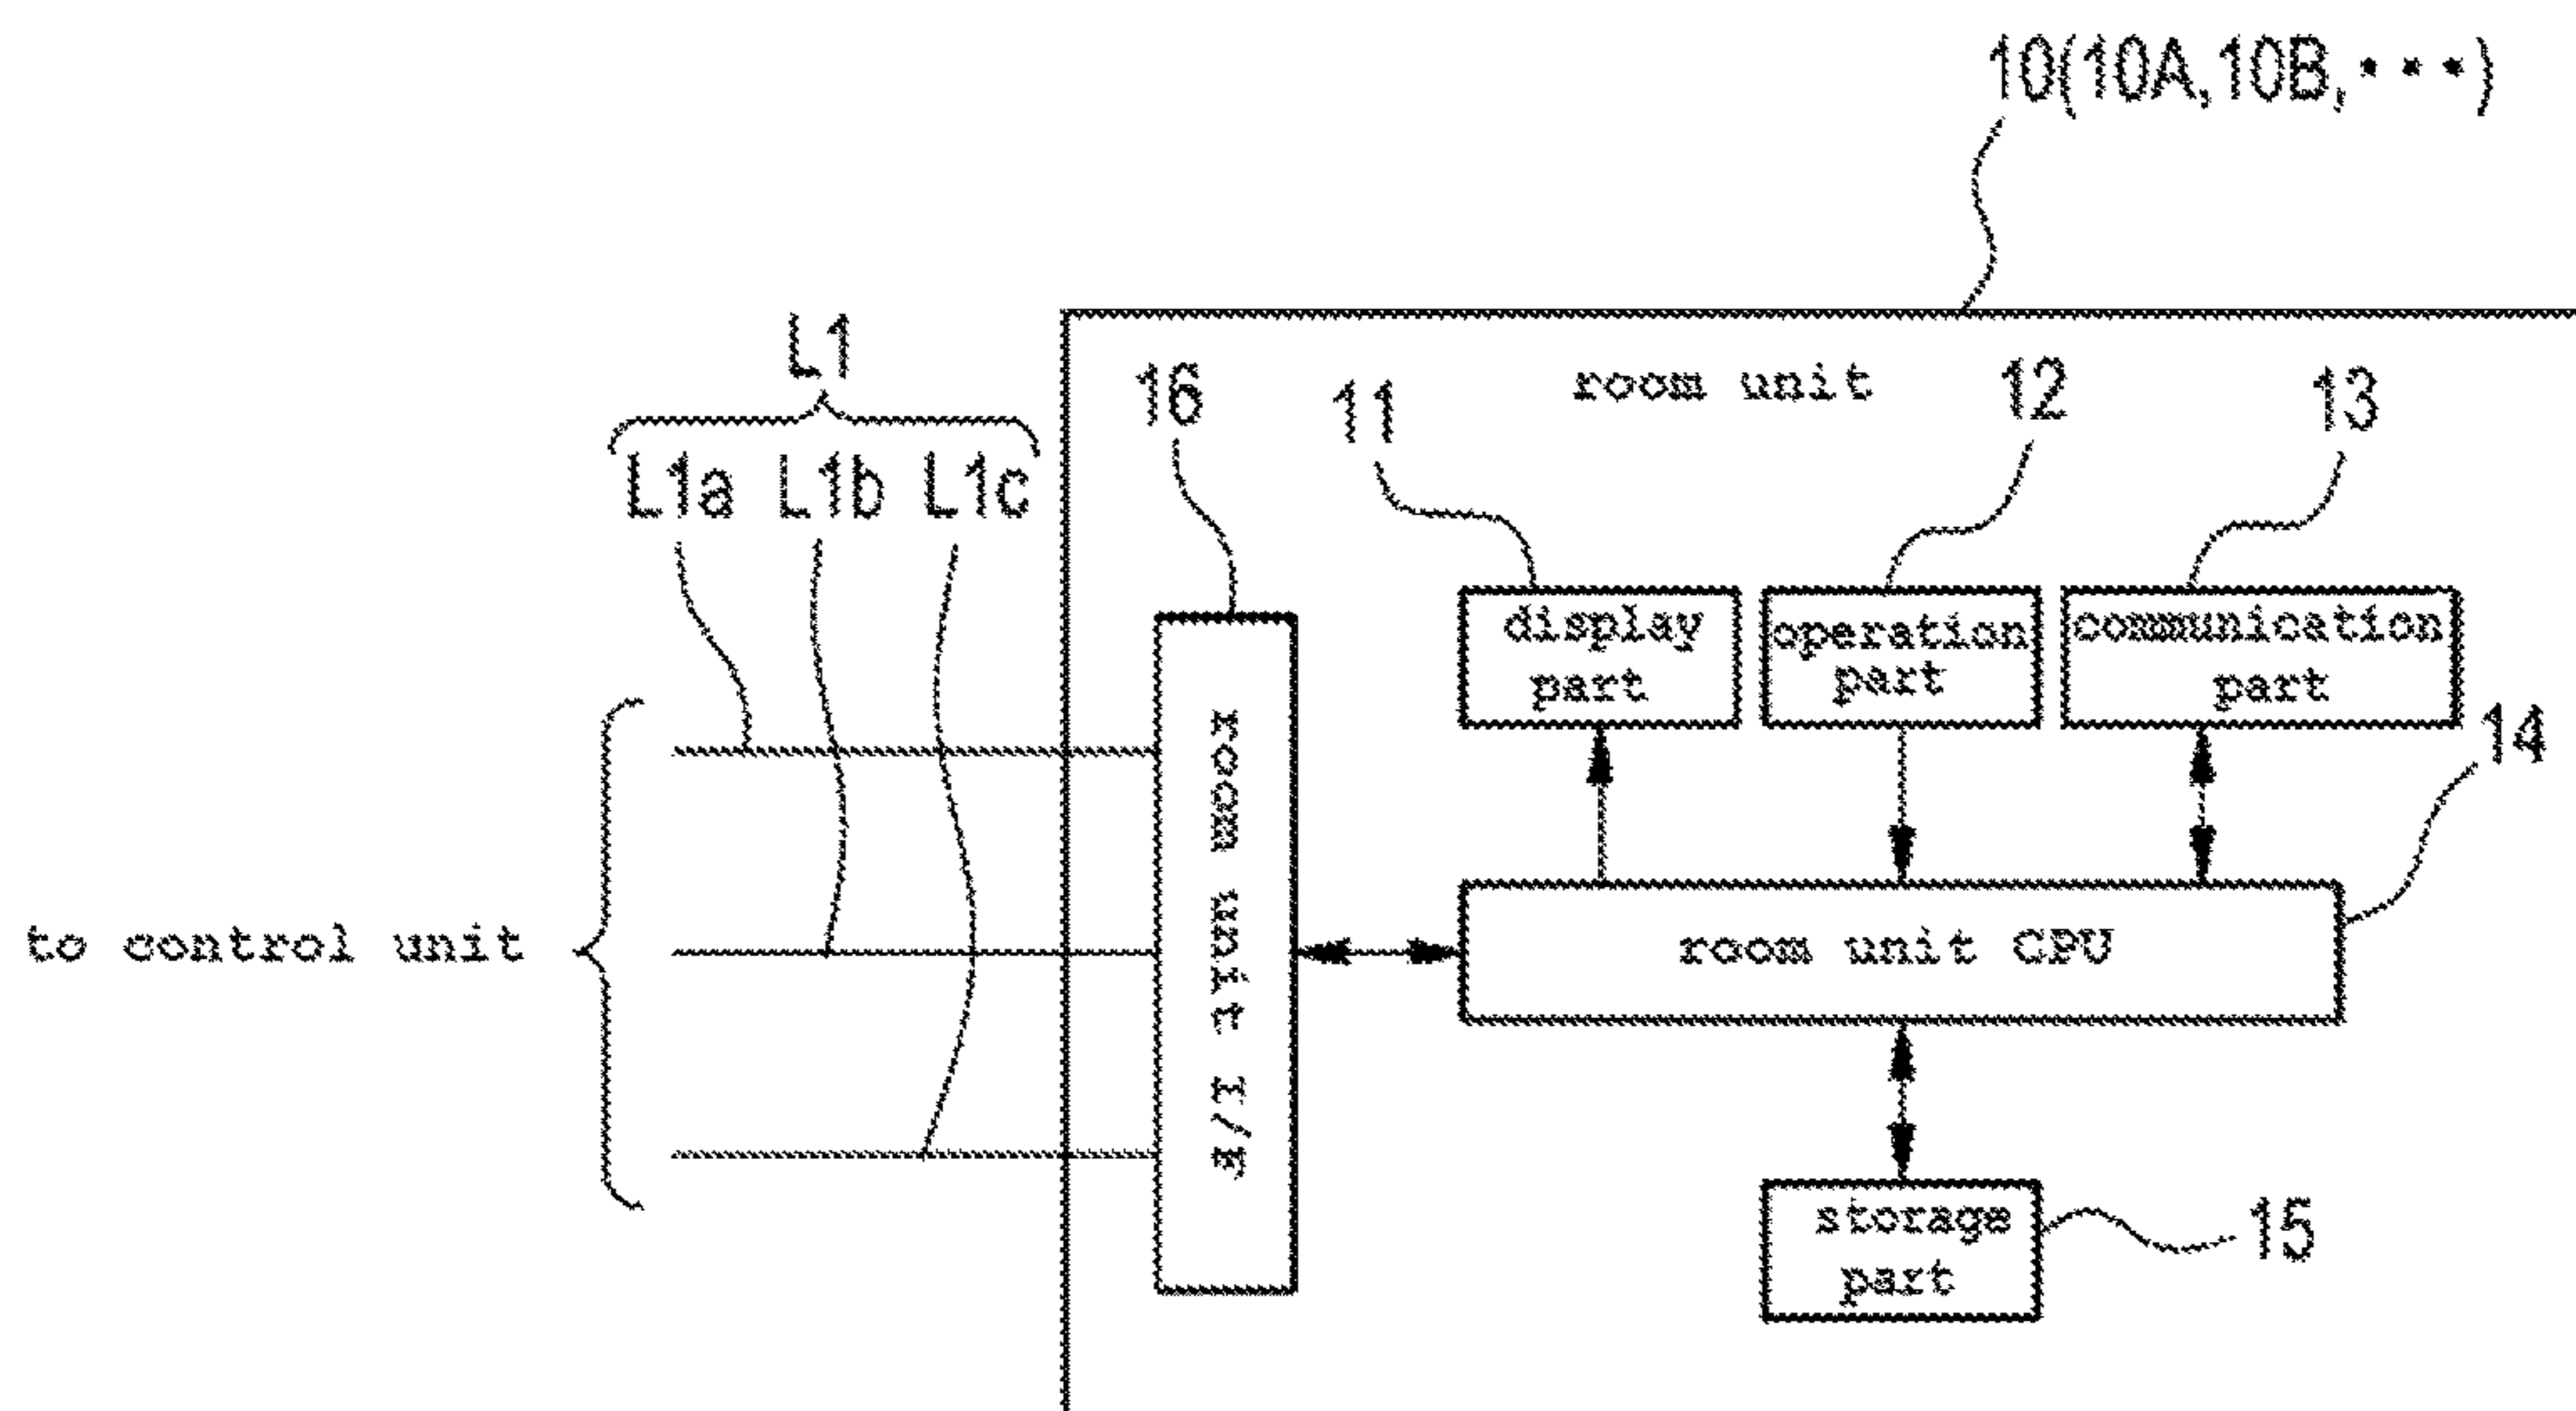 10(10A,10B,･･･)
L1
L1a L1b L1c
16
11
room unit
12
13
display
part
operation
part
communication
part
14
room unit I/F
to control unit
room unit CPU
storage
part
15